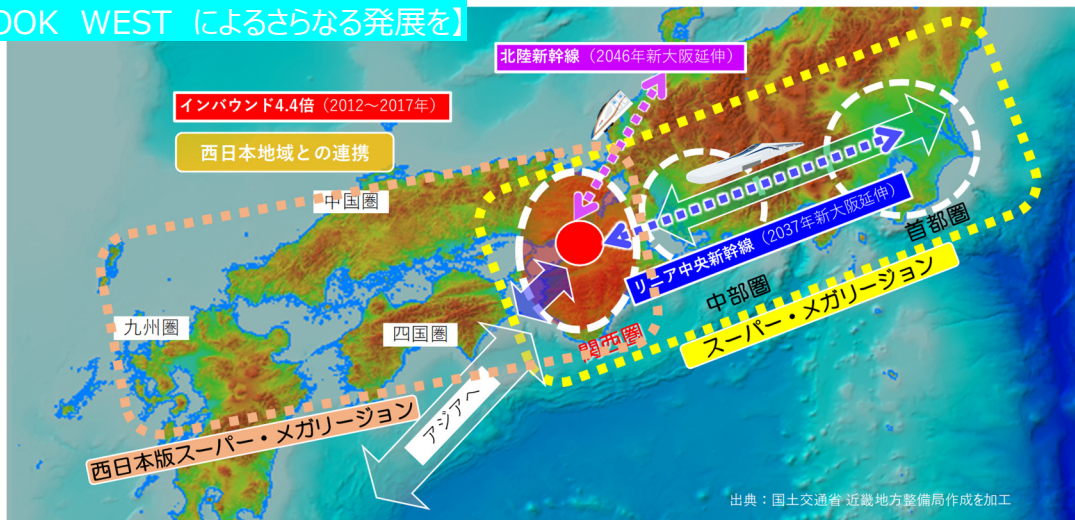 OOK WEST によるさらなる発展を】
北陸新幹線（2046年新大阪延伸）
インバウンド4.4倍（2012～2017年）
西日本地域との連携
中国圏
首都圏
リニア中央新幹線（2037年新大阪延伸）
中部圏
九州圏
四国圏
関西圏
スーパー・メガリージョン
アジアへ
西日本版スーパー・メガリージョン
出典：国土交通省 近畿地方整備局作成を加工